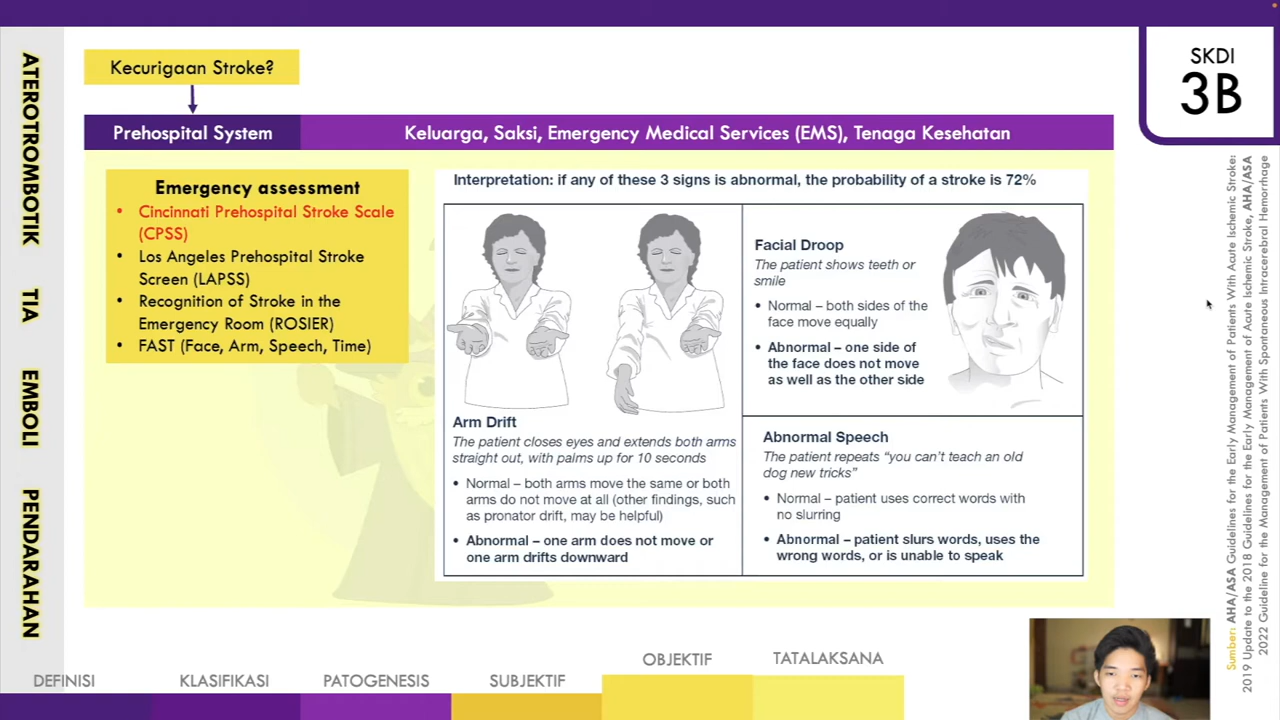 Kecurigaan Stroke?
SKDI
3B
Prehospital System
Keluarga, Saksi, Emergency Medical Services (EMS), Tenaga Kesehatan
Emergency assessment
• Cincinnati Prehospital Stroke Scale
(CPSS)
• Los Angeles Prehospital Stroke
Screen (LAPSS)
• Recognition of Stroke in the
Emergency Room (ROSIER)
• FAST (Face, Arm, Speech, Time)
Interpretation: if any of these 3 signs is abnormal, the probability of a stroke is 72%
Arm Drift
The patient closes eyes and extends both arms
straight out, with palms up for 10 seconds
• Normal – both arms move the same or both
arms do not move at all (other findings, such
as pronator drift, may be helpful)
• Abnormal – one arm does not move or
one arm drifts downward
Facial Droop
The patient shows teeth or
smile
• Normal – both sides of the
face move equally
• Abnormal – one side of
the face does not move
as well as the other side
Abnormal Speech
The patient repeats “you can’t teach an old
dog new tricks”
• Normal – patient uses correct words with
no slurring
• Abnormal – patient slurs words, uses the
wrong words, or is unable to speak
ATEROTROMBOTIK
TIA
EMBOLI
PENDARAHAN
Sumber: AHA/ASA Guidelines for the Early Management of Patients With Acute Ischemic Stroke:
2019 Update to the 2018 Guidelines for the Early Management of Acute Ischemic Stroke, AHA/ASA
2022 Guideline for the Management of Patients With Spontaneous Intracerebral Hemorrhage
DEFINISI
KLASIFIKASI
PATOGENESIS
SUBJEKTIF
OBJEKTIF
TATALAKSANA